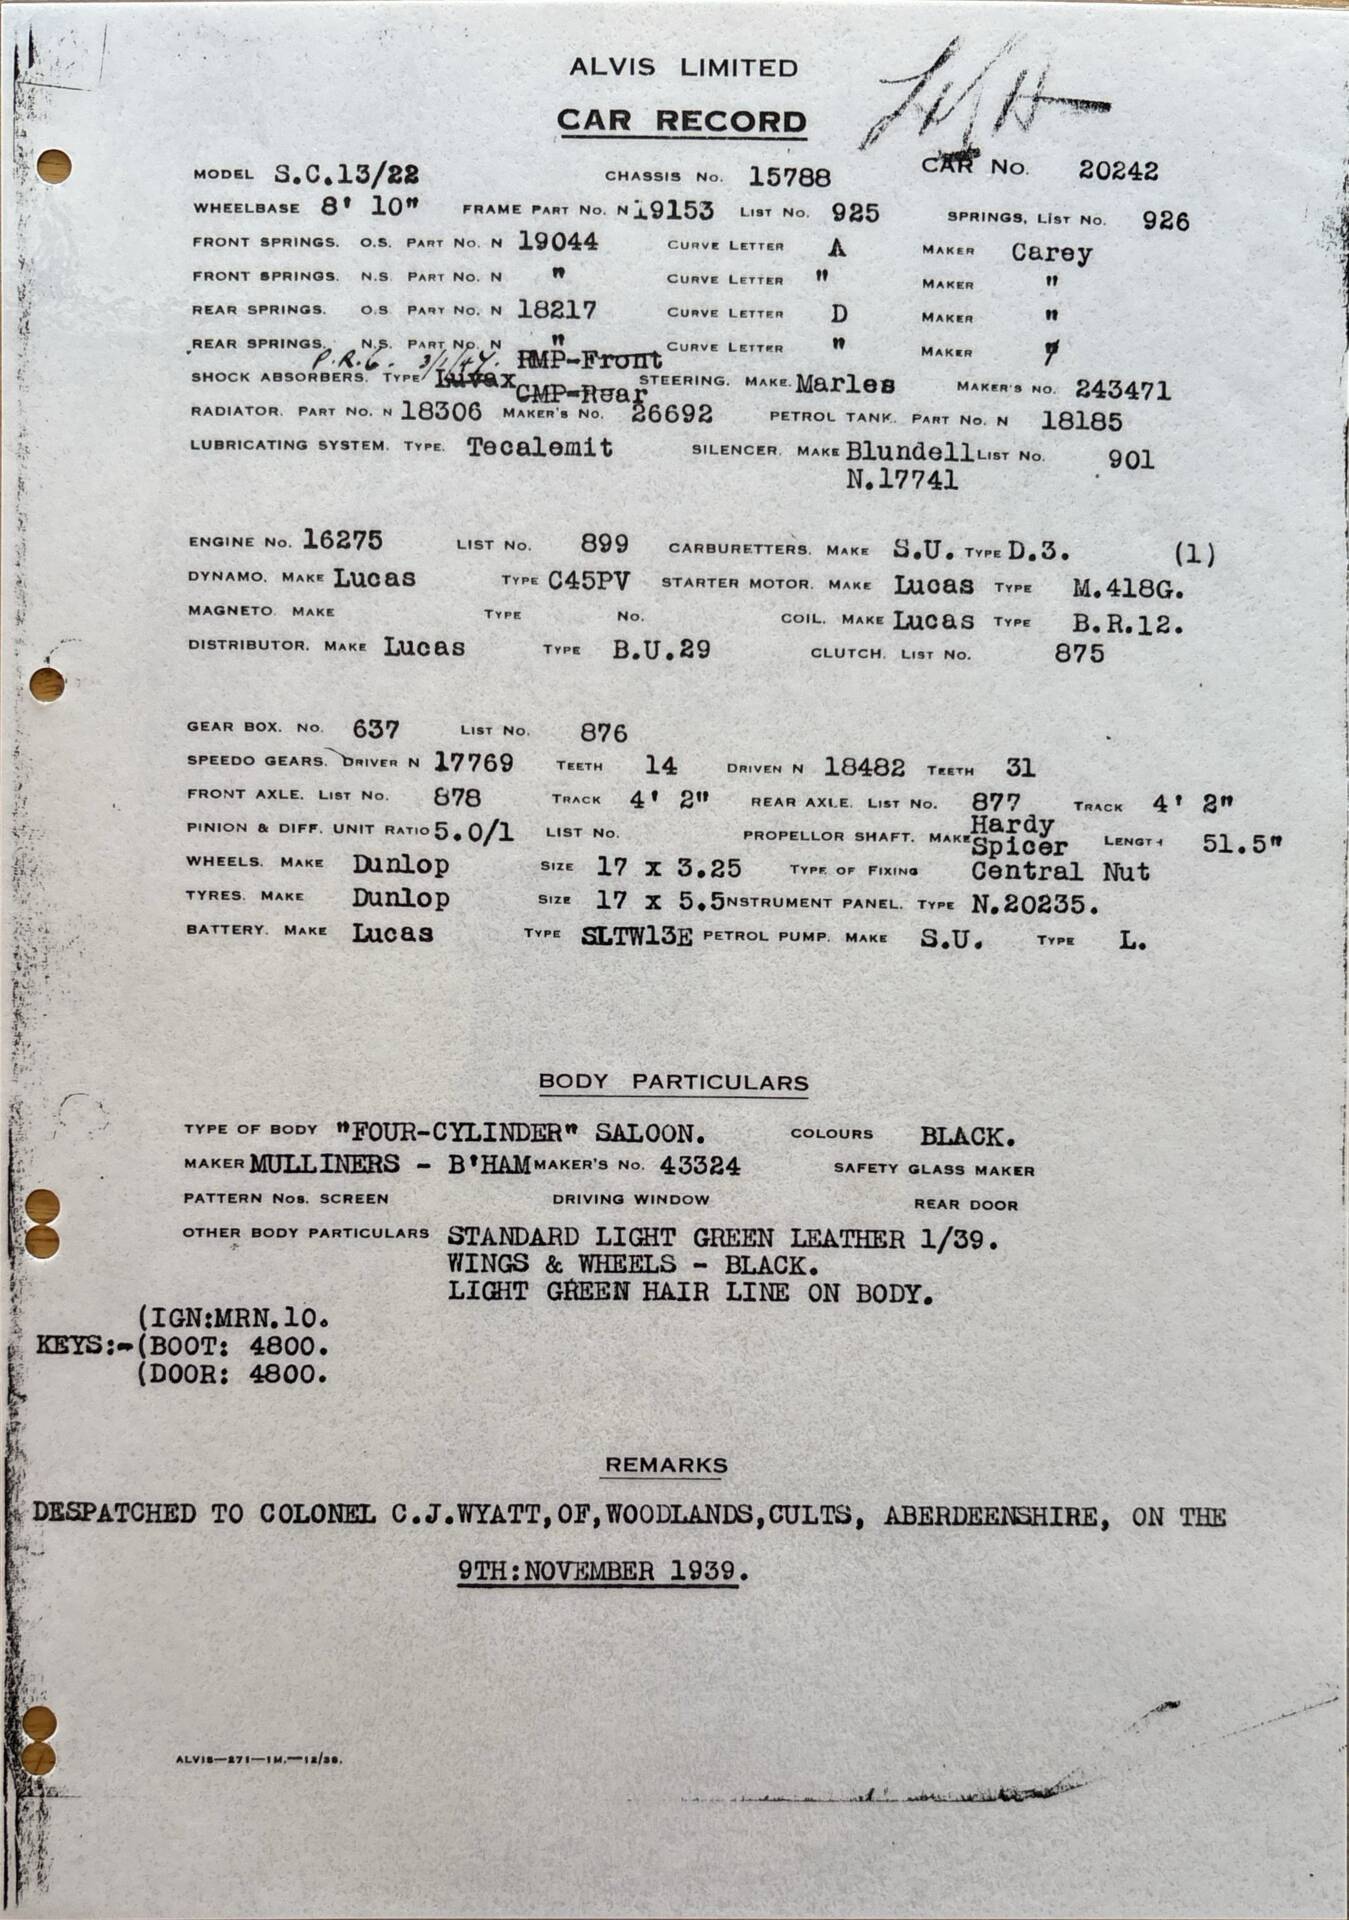 ALVIS LIMITED
CAR RECORD
MODEL S.C.13/22 CHASSIS No. 15788 CAR No. 20242
WHEELBASE 8' 10" FRAME PART No. N 19153 LIST No. 925 SPRINGS, LIST No. 926
FRONT SPRINGS. O.S. PART No. N 19044 CURVE LETTER A MAKER Carey
FRONT SPRINGS. N.S. PART No. N " CURVE LETTER " MAKER "
REAR SPRINGS. O.S. PART No. N 18217 CURVE LETTER D MAKER "
REAR SPRINGS. N.S. PART No. N " CURVE LETTER " MAKER "
P.R.6. PMP-Front
SHOCK ABSORBERS. TYPE Luvax CMP-Rear STEERING. MAKE. Marles MAKER'S No. 243471
RADIATOR. PART No. N 18306 MAKER'S No. 26692 PETROL TANK. PART No. N 18185
LUBRICATING SYSTEM. TYPE. Tecalemit SILENCER. MAKE Blundell LIST No. 901
N.17741
ENGINE No. 16275 LIST No. 899 CARBURETTERS. MAKE S.U. TYPE D.3. (1)
DYNAMO. MAKE Lucas TYPE C45PV STARTER MOTOR. MAKE Lucas TYPE M.418G.
MAGNETO. MAKE TYPE No. COIL. MAKE Lucas TYPE B.R.12.
DISTRIBUTOR. MAKE Lucas TYPE B.U.29 CLUTCH. LIST No. 875
GEAR BOX. No. 637 LIST No. 876
SPEEDO GEARS. DRIVER N 17769 TEETH 14 DRIVEN N 18482 TEETH 31
FRONT AXLE. LIST No. 878 TRACK 4' 2" REAR AXLE. LIST No. 877 TRACK 4' 2"
PINION & DIFF. UNIT RATIO 5.0/1 LIST No. PROPELLOR SHAFT. MAKE Hardy Spicer LENGTH 51.5"
WHEELS. MAKE Dunlop SIZE 17 x 3.25 TYPE OF FIXING Central Nut
TYRES. MAKE Dunlop SIZE 17 x 5.5 NSTRUMENT PANEL. TYPE N.20235.
BATTERY. MAKE Lucas TYPE SLTW13E PETROL PUMP. MAKE S.U. TYPE L.
BODY PARTICULARS
TYPE OF BODY "FOUR-CYLINDER" SALOON. COLOURS BLACK.
MAKER MULLINERS - B'HAM MAKER'S No. 43324 SAFETY GLASS MAKER
PATTERN Nos. SCREEN DRIVING WINDOW REAR DOOR
OTHER BODY PARTICULARS STANDARD LIGHT GREEN LEATHER 1/39.
WINGS & WHEELS - BLACK.
LIGHT GREEN HAIR LINE ON BODY.
(IGN:MRN.10.
KEYS:-(BOOT: 4800.
(DOOR: 4800.
REMARKS
DESPATCHED TO COLONEL C.J.WYATT,OF,WOODLANDS,CULTS, ABERDEENSHIRE, ON THE
9TH:NOVEMBER 1939.
ALVIS—271—1M.—12/38.